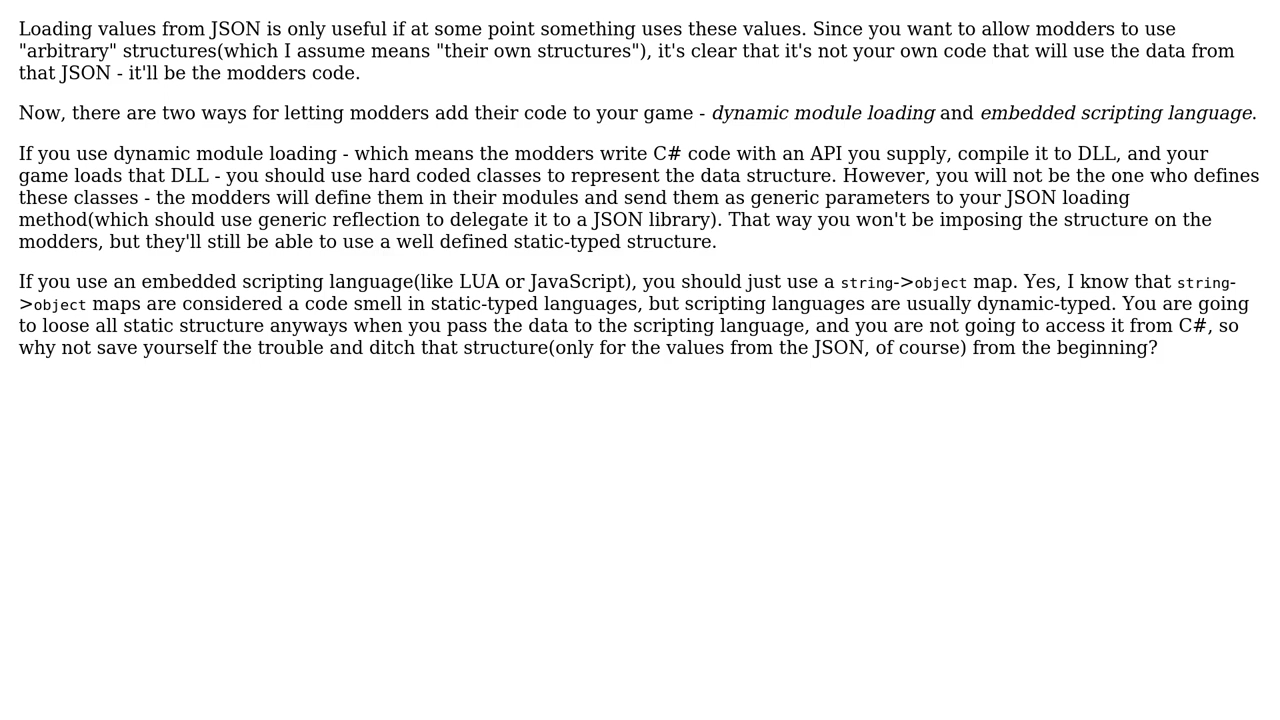 Loading values from JSON is only useful if at some point something uses these values. Since you want to allow modders to use
"arbitrary" structures(which I assume means "their own structures"), it's clear that it's not your own code that will use the data from
that JSON - it'll be the modders code.
Now, there are two ways for letting modders add their code to your game - dynamic module loading and embedded scripting language.
If you use dynamic module loading - which means the modders write C# code with an API you supply, compile it to DLL, and your
game loads that DLL - you should use hard coded classes to represent the data structure. However, you will not be the one who defines
these classes - the modders will define them in their modules and send them as generic parameters to your JSON loading
method(which should use generic reflection to delegate it to a JSON library). That way you won't be imposing the structure on the
modders, but they'll still be able to use a well defined static-typed structure.
If you use an embedded scripting language(like LUA or JavaScript), you should just use a string->object map. Yes, I know that string-
>object maps are considered a code smell in static-typed languages, but scripting languages are usually dynamic-typed. You are going
to loose all static structure anyways when you pass the data to the scripting language, and you are not going to access it from C#, so
why not save yourself the trouble and ditch that structure(only for the values from the JSON, of course) from the beginning?